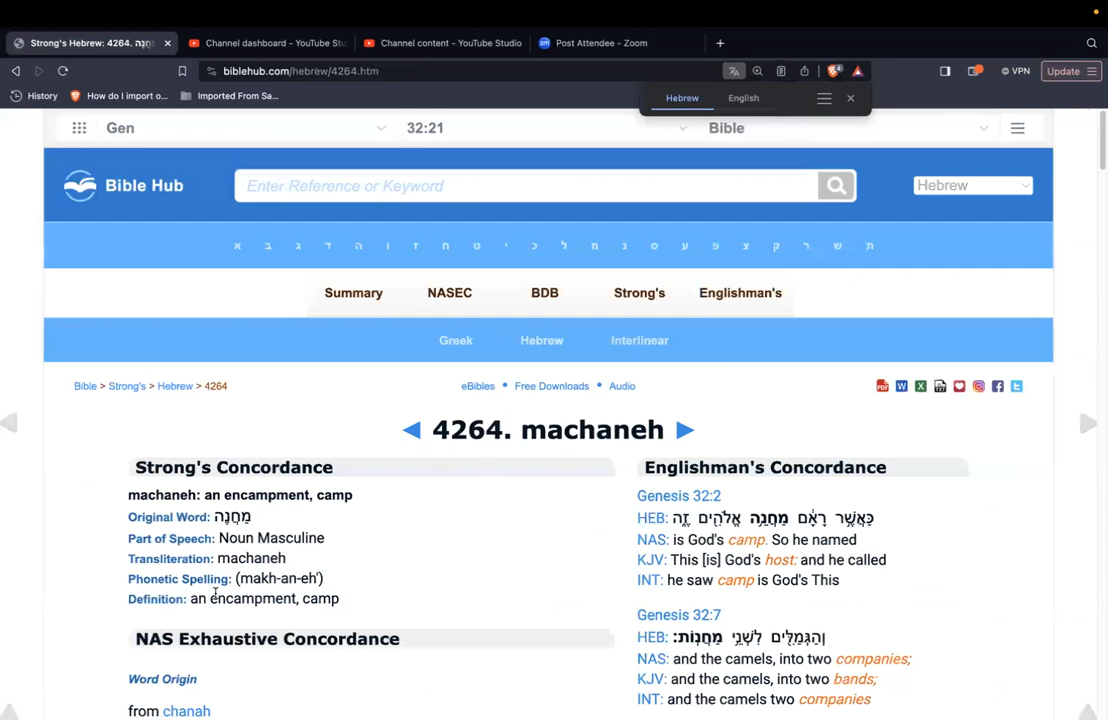 Strong's Hebrew: 4264. מַחֲנֶה
Channel dashboard - YouTube Stu
Channel content - YouTube Studio
Post Attendee - Zoom
biblehub.com/hebrew/4264.htm
VPN
Update
History
How do I import o...
Imported From Sa...
Hebrew
English
Gen
32:21
Bible
Bible Hub
Enter Reference or Keyword
Hebrew
א ב ג ד ה ו ז ח ט י כ ל מ נ ס ע פ צ ק ר ש ת
Summary NASEC BDB Strong's Englishman's
Greek Hebrew Interlinear
Bible > Strong's > Hebrew > 4264
eBibles • Free Downloads • Audio
◄ 4264. machaneh ►
Strong's Concordance
machaneh: an encampment, camp
Original Word: מַחֲנֶה
Part of Speech: Noun Masculine
Transliteration: machaneh
Phonetic Spelling: (makh-an-eh')
Definition: an encampment, camp
NAS Exhaustive Concordance
Word Origin
from chanah
Englishman's Concordance
Genesis 32:2
HEB: כַּאֲשֶׁ֣ר רָאָ֔ם מַחֲנֵ֥ה אֱלֹהִ֖ים זֶ֑ה
NAS: is God's camp. So he named
KJV: This [is] God's host: and he called
INT: he saw camp is God's This
Genesis 32:7
HEB: וְהַגְּמַלִּ֖ים לִשְׁנֵ֥י מַחֲנֽוֹת׃
NAS: and the camels, into two companies;
KJV: and the camels, into two bands;
INT: and the camels two companies